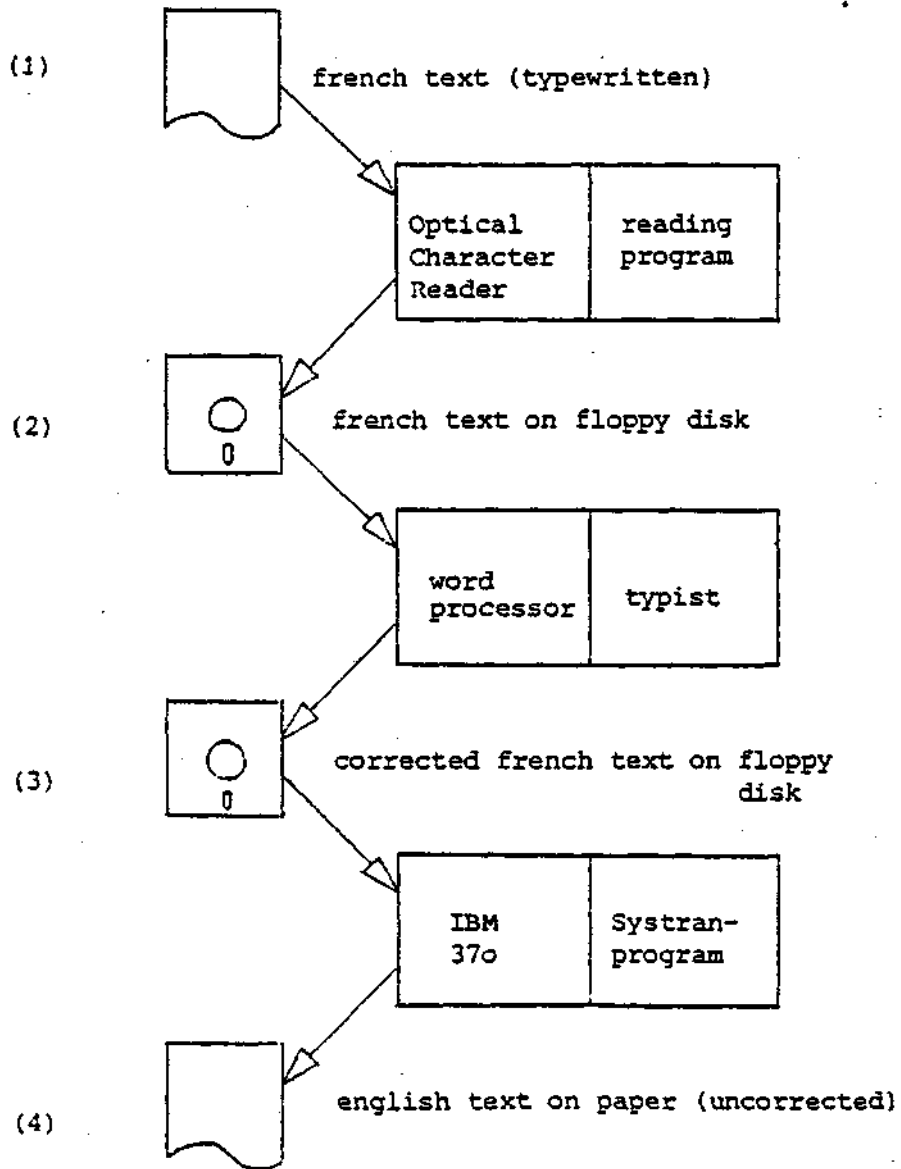 (1)
french text (typewritten)
Optical
Character
Reader
reading
program
(2)
french text on floppy disk
word
processor
typist
(3)
corrected french text on floppy
disk
IBM
37o
Systran-
program
(4)
english text on paper (uncorrected)